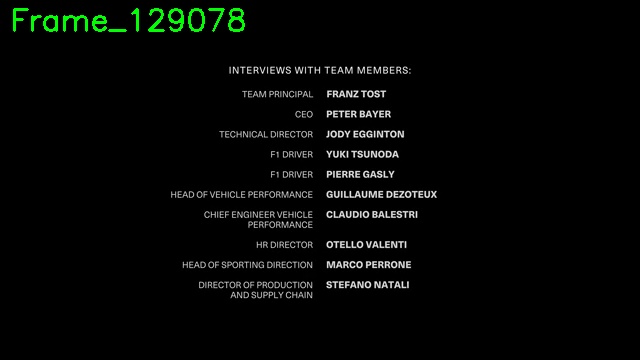 Frame_129078
INTERVIEWS WITH TEAM MEMBERS:
TEAM PRINCIPAL FRANZ TOST
CEO PETER BAYER
TECHNICAL DIRECTOR JODY EGGINTON
F1 DRIVER YUKI TSUNODA
F1 DRIVER PIERRE GASLY
HEAD OF VEHICLE PERFORMANCE GUILLAUME DEZOTEUX
CHIEF ENGINEER VEHICLE CLAUDIO BALESTRI
PERFORMANCE
HR DIRECTOR OTELLO VALENTI
HEAD OF SPORTING DIRECTION MARCO PERRONE
DIRECTOR OF PRODUCTION STEFANO NATALI
AND SUPPLY CHAIN